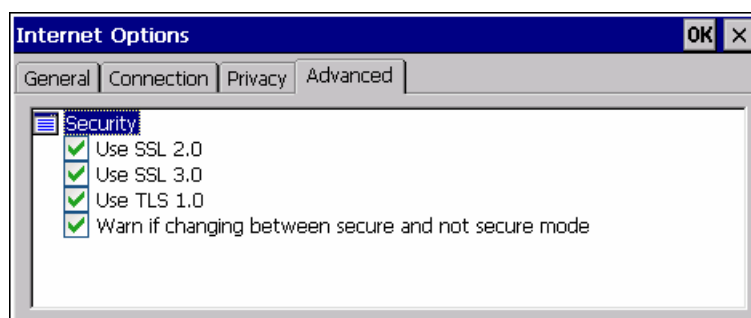 Internet Options OK ×
General Connection Privacy Advanced
Security
Use SSL 2.0
Use SSL 3.0
Use TLS 1.0
Warn if changing between secure and not secure mode